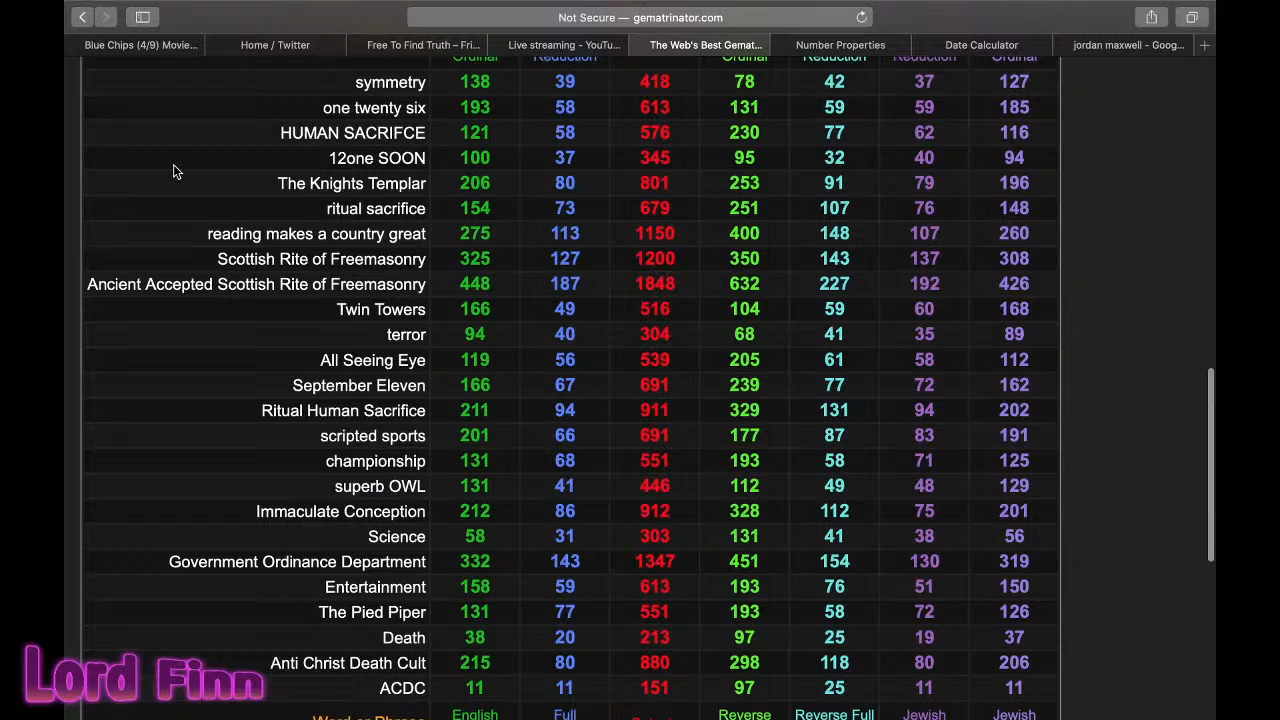 Not Secure — gematrinator.com
Blue Chips (4/9) Movie... Home / Twitter Free To Find Truth – Fri... Live streaming – YouTu... The Web's Best Gemat... Number Properties Date Calculator jordan maxwell - Goog...
Ordinal Reduction Ordinal Reduction Reduction Ordinal
symmetry 138 39 418 78 42 37 127
one twenty six 193 58 613 131 59 59 185
HUMAN SACRIFCE 121 58 576 230 77 62 116
12one SOON 100 37 345 95 32 40 94
The Knights Templar 206 80 801 253 91 79 196
ritual sacrifice 154 73 679 251 107 76 148
reading makes a country great 275 113 1150 400 148 107 260
Scottish Rite of Freemasonry 325 127 1200 350 143 137 308
Ancient Accepted Scottish Rite of Freemasonry 448 187 1848 632 227 192 426
Twin Towers 166 49 516 104 59 60 168
terror 94 40 304 68 41 35 89
All Seeing Eye 119 56 539 205 61 58 112
September Eleven 166 67 691 239 77 72 162
Ritual Human Sacrifice 211 94 911 329 131 94 202
scripted sports 201 66 691 177 87 83 191
championship 131 68 551 193 58 71 125
superb OWL 131 41 446 112 49 48 129
Immaculate Conception 212 86 912 328 112 75 201
Science 58 31 303 131 41 38 56
Government Ordinance Department 332 143 1347 451 154 130 319
Entertainment 158 59 613 193 76 51 150
The Pied Piper 131 77 551 193 58 72 126
Death 38 20 213 97 25 19 37
Anti Christ Death Cult 215 80 880 298 118 80 206
ACDC 11 11 151 97 25 11 11
Word or Phrase English Full Reverse Reverse Full Jewish Jewish
Lord Finn